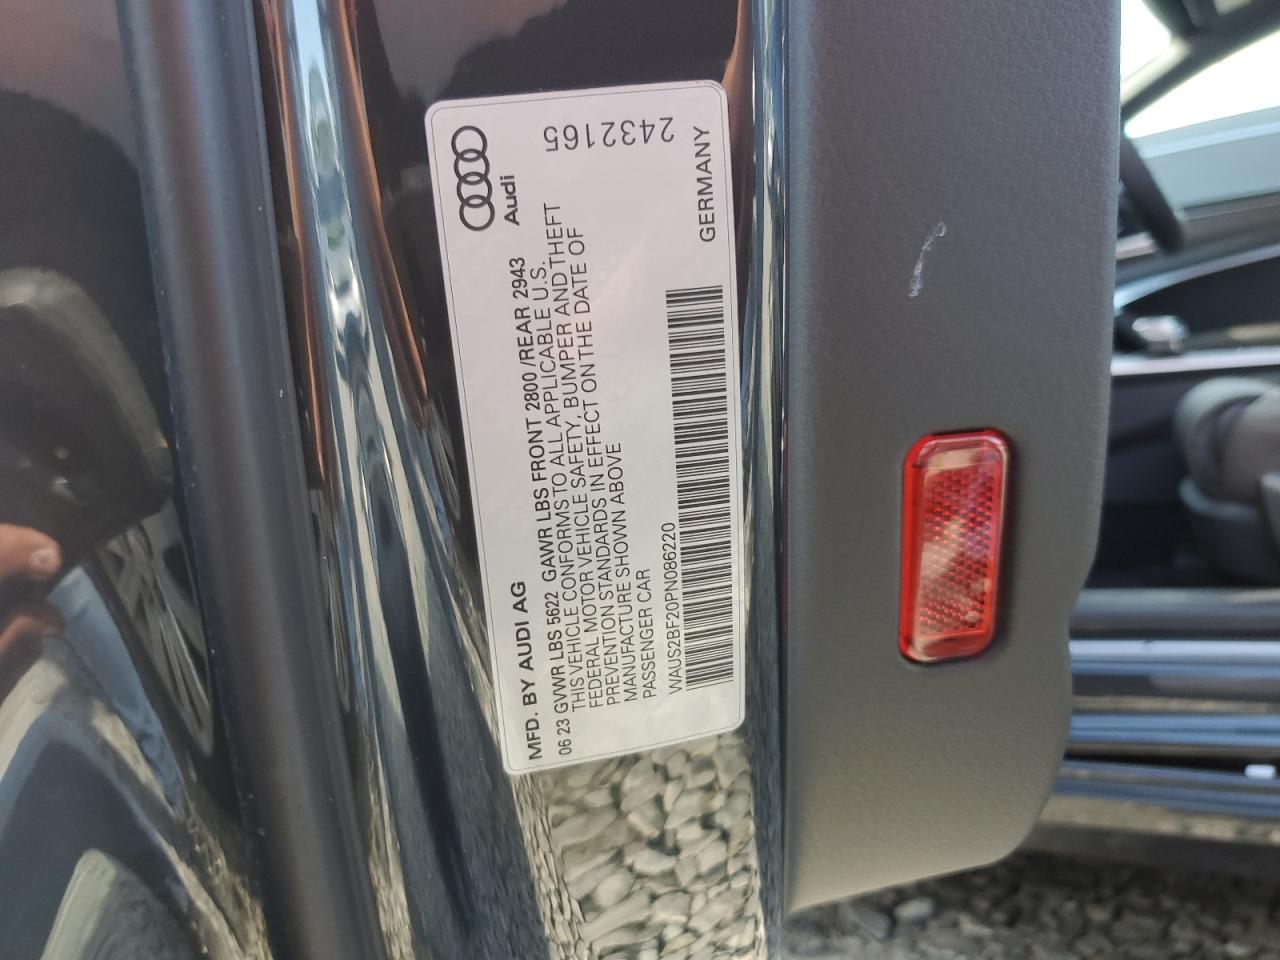 Audi
2432165
MFD. BY AUDI AG
06 23 GVWR LBS 5622 GAWR LBS FRONT 2800/REAR 2943
THIS VEHICLE CONFORMS TO ALL APPLICABLE U.S.
FEDERAL MOTOR VEHICLE SAFETY, BUMPER AND THEFT
PREVENTION STANDARDS IN EFFECT ON THE DATE OF
MANUFACTURE SHOWN ABOVE
PASSENGER CAR
WAUS2BF20PN086220
GERMANY